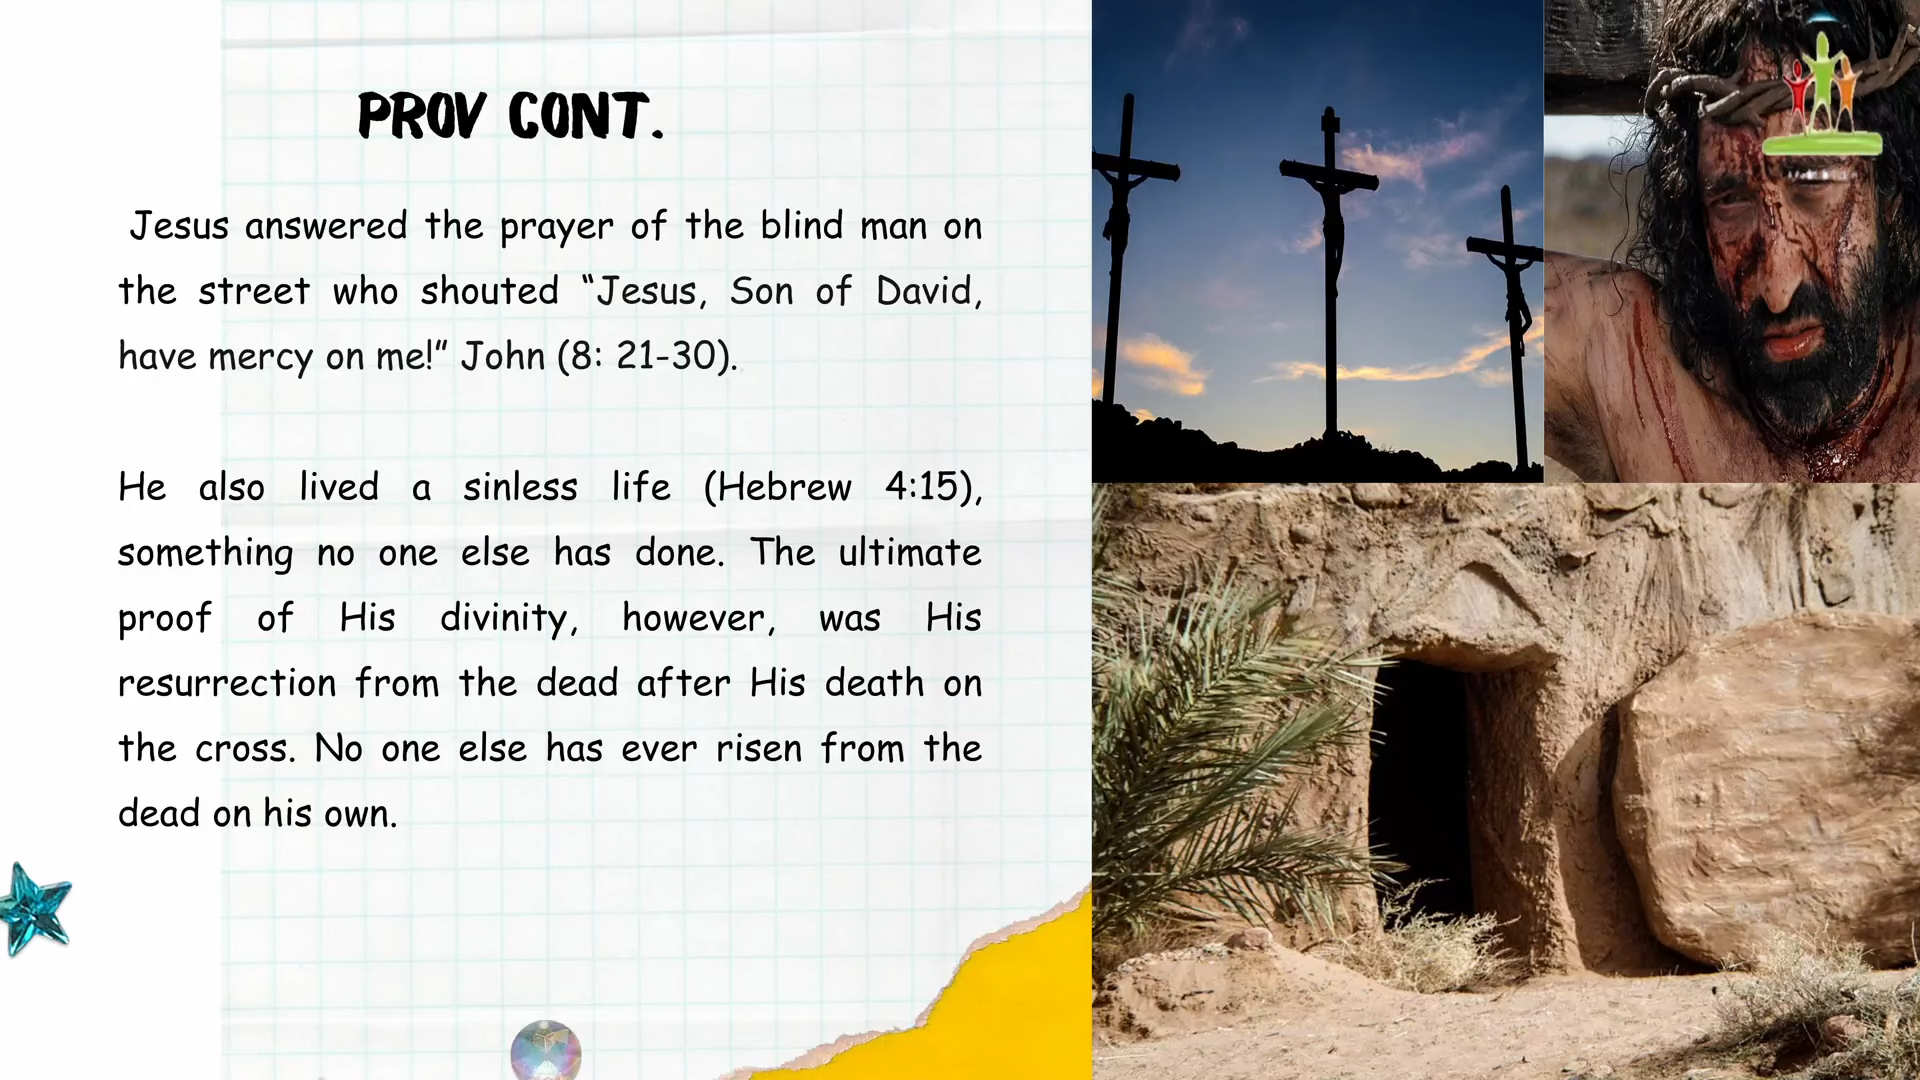 PROV CONT.
Jesus answered the prayer of the blind man on
the street who shouted “Jesus, Son of David,
have mercy on me!” John (8: 21-30).
He also lived a sinless life (Hebrew 4:15),
something no one else has done. The ultimate
proof of His divinity, however, was His
resurrection from the dead after His death on
the cross. No one else has ever risen from the
dead on his own.